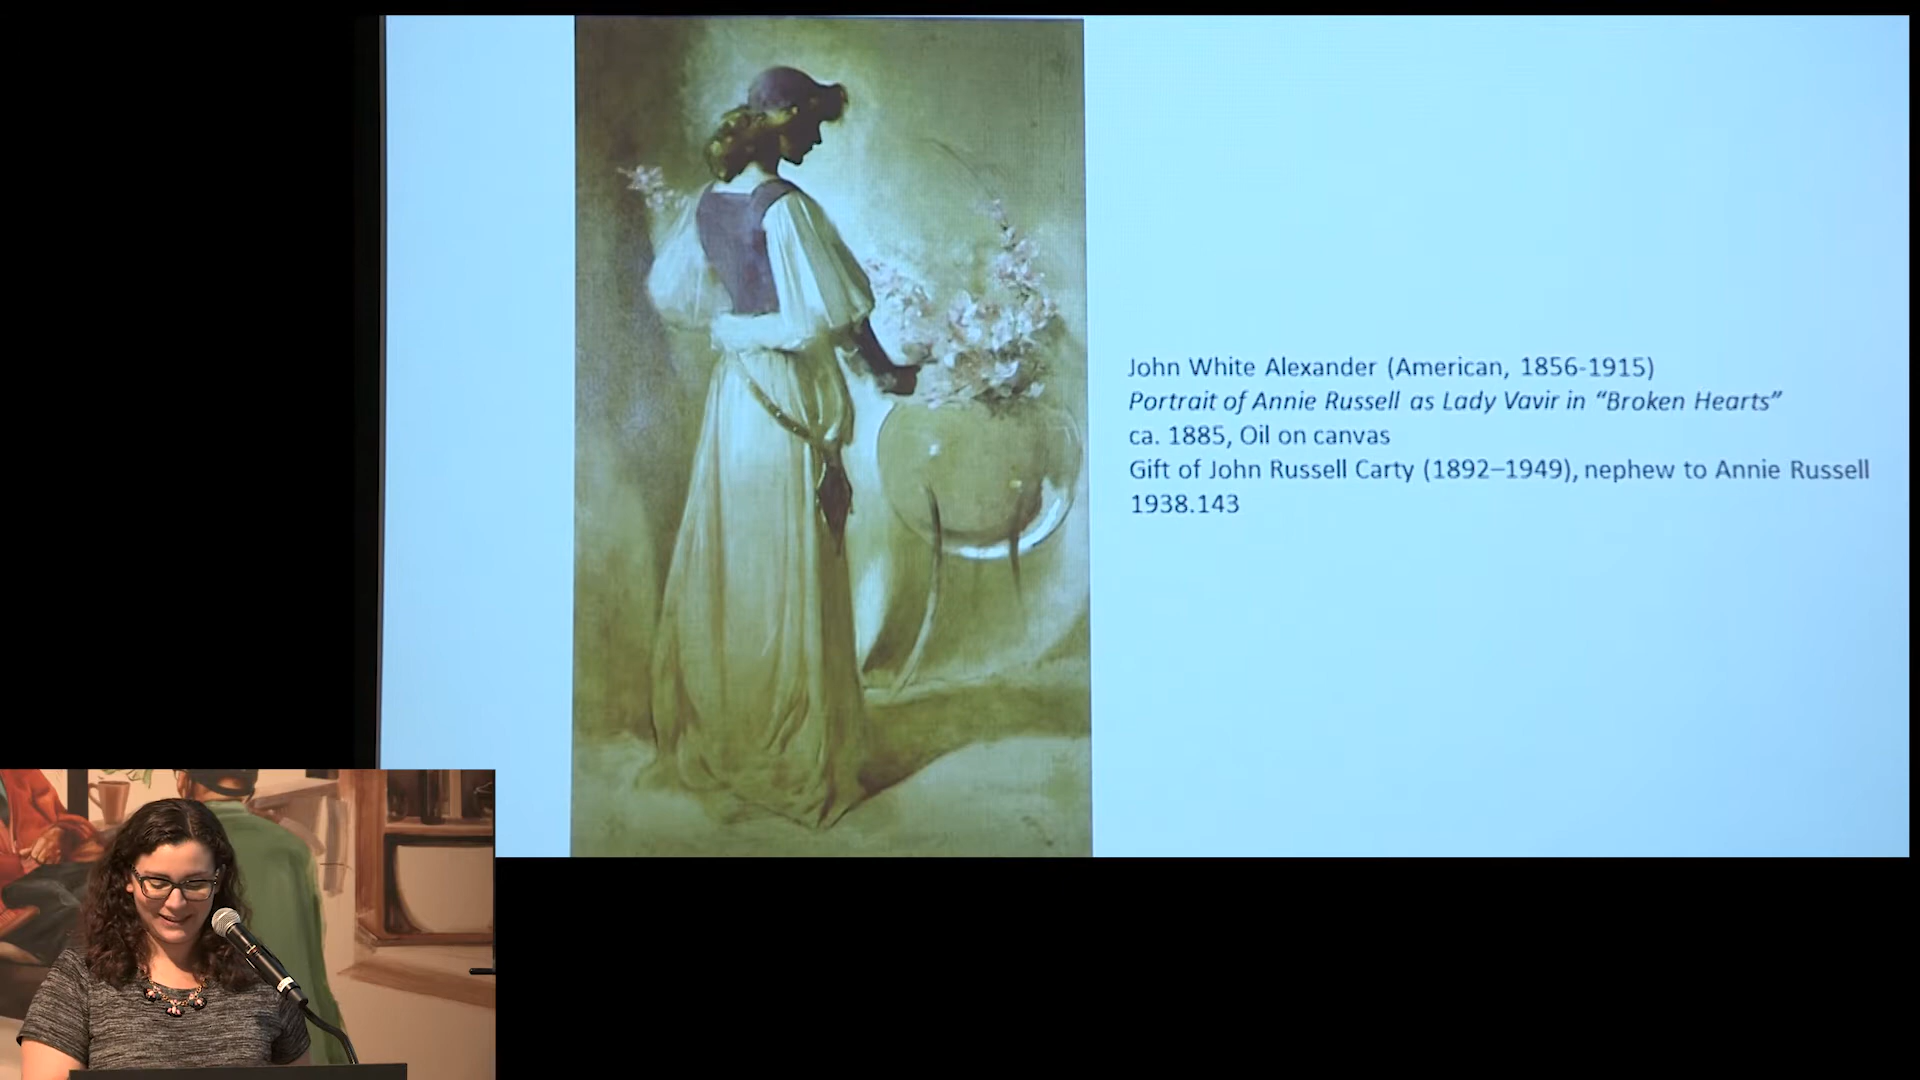 John White Alexander (American, 1856-1915)
Portrait of Annie Russell as Lady Vavir in “Broken Hearts”
ca. 1885, Oil on canvas
Gift of John Russell Carty (1892–1949), nephew to Annie Russell
1938.143